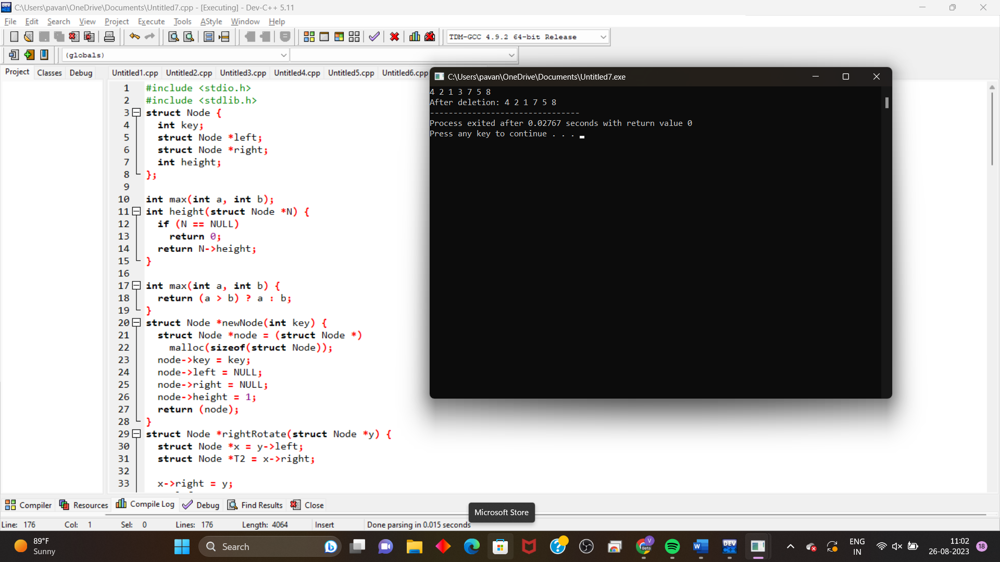 C:\Users\pavan\OneDrive\Documents\Untitled7.cpp - [Executing] - Dev-C++ 5.11
File Edit Search View Project Execute Tools AStyle Window Help
TDM-GCC 4.9.2 64-bit Release
(globals)
Project Classes Debug
Untitled1.cpp Untitled2.cpp Untitled3.cpp Untitled4.cpp Untitled5.cpp Untitled6.cpp
1 #include <stdio.h>
2 #include <stdlib.h>
3 struct Node {
4 int key;
5 struct Node *left;
6 struct Node *right;
7 int height;
8 };
9
10 int max(int a, int b);
11 int height(struct Node *N) {
12 if (N == NULL)
13 return 0;
14 return N->height;
15 }
16
17 int max(int a, int b) {
18 return (a > b) ? a : b;
19 }
20 struct Node *newNode(int key) {
21 struct Node *node = (struct Node *)
22 malloc(sizeof(struct Node));
23 node->key = key;
24 node->left = NULL;
25 node->right = NULL;
26 node->height = 1;
27 return (node);
28 }
29 struct Node *rightRotate(struct Node *y) {
30 struct Node *x = y->left;
31 struct Node *T2 = x->right;
32
33 x->right = y;
C:\Users\pavan\OneDrive\Documents\Untitled7.exe
4 2 1 3 7 5 8
After deletion: 4 2 1 7 5 8
--------------------------------
Process exited after 0.02767 seconds with return value 0
Press any key to continue . . .
Compiler Resources Compile Log Debug Find Results Close
Microsoft Store
Line: 176 Col: 1 Sel: 0 Lines: 176 Length: 4064 Insert Done parsing in 0.015 seconds
89°F
Sunny
Search
Beta
V
DEV
C++
ENG
IN
11:02
26-08-2023
18